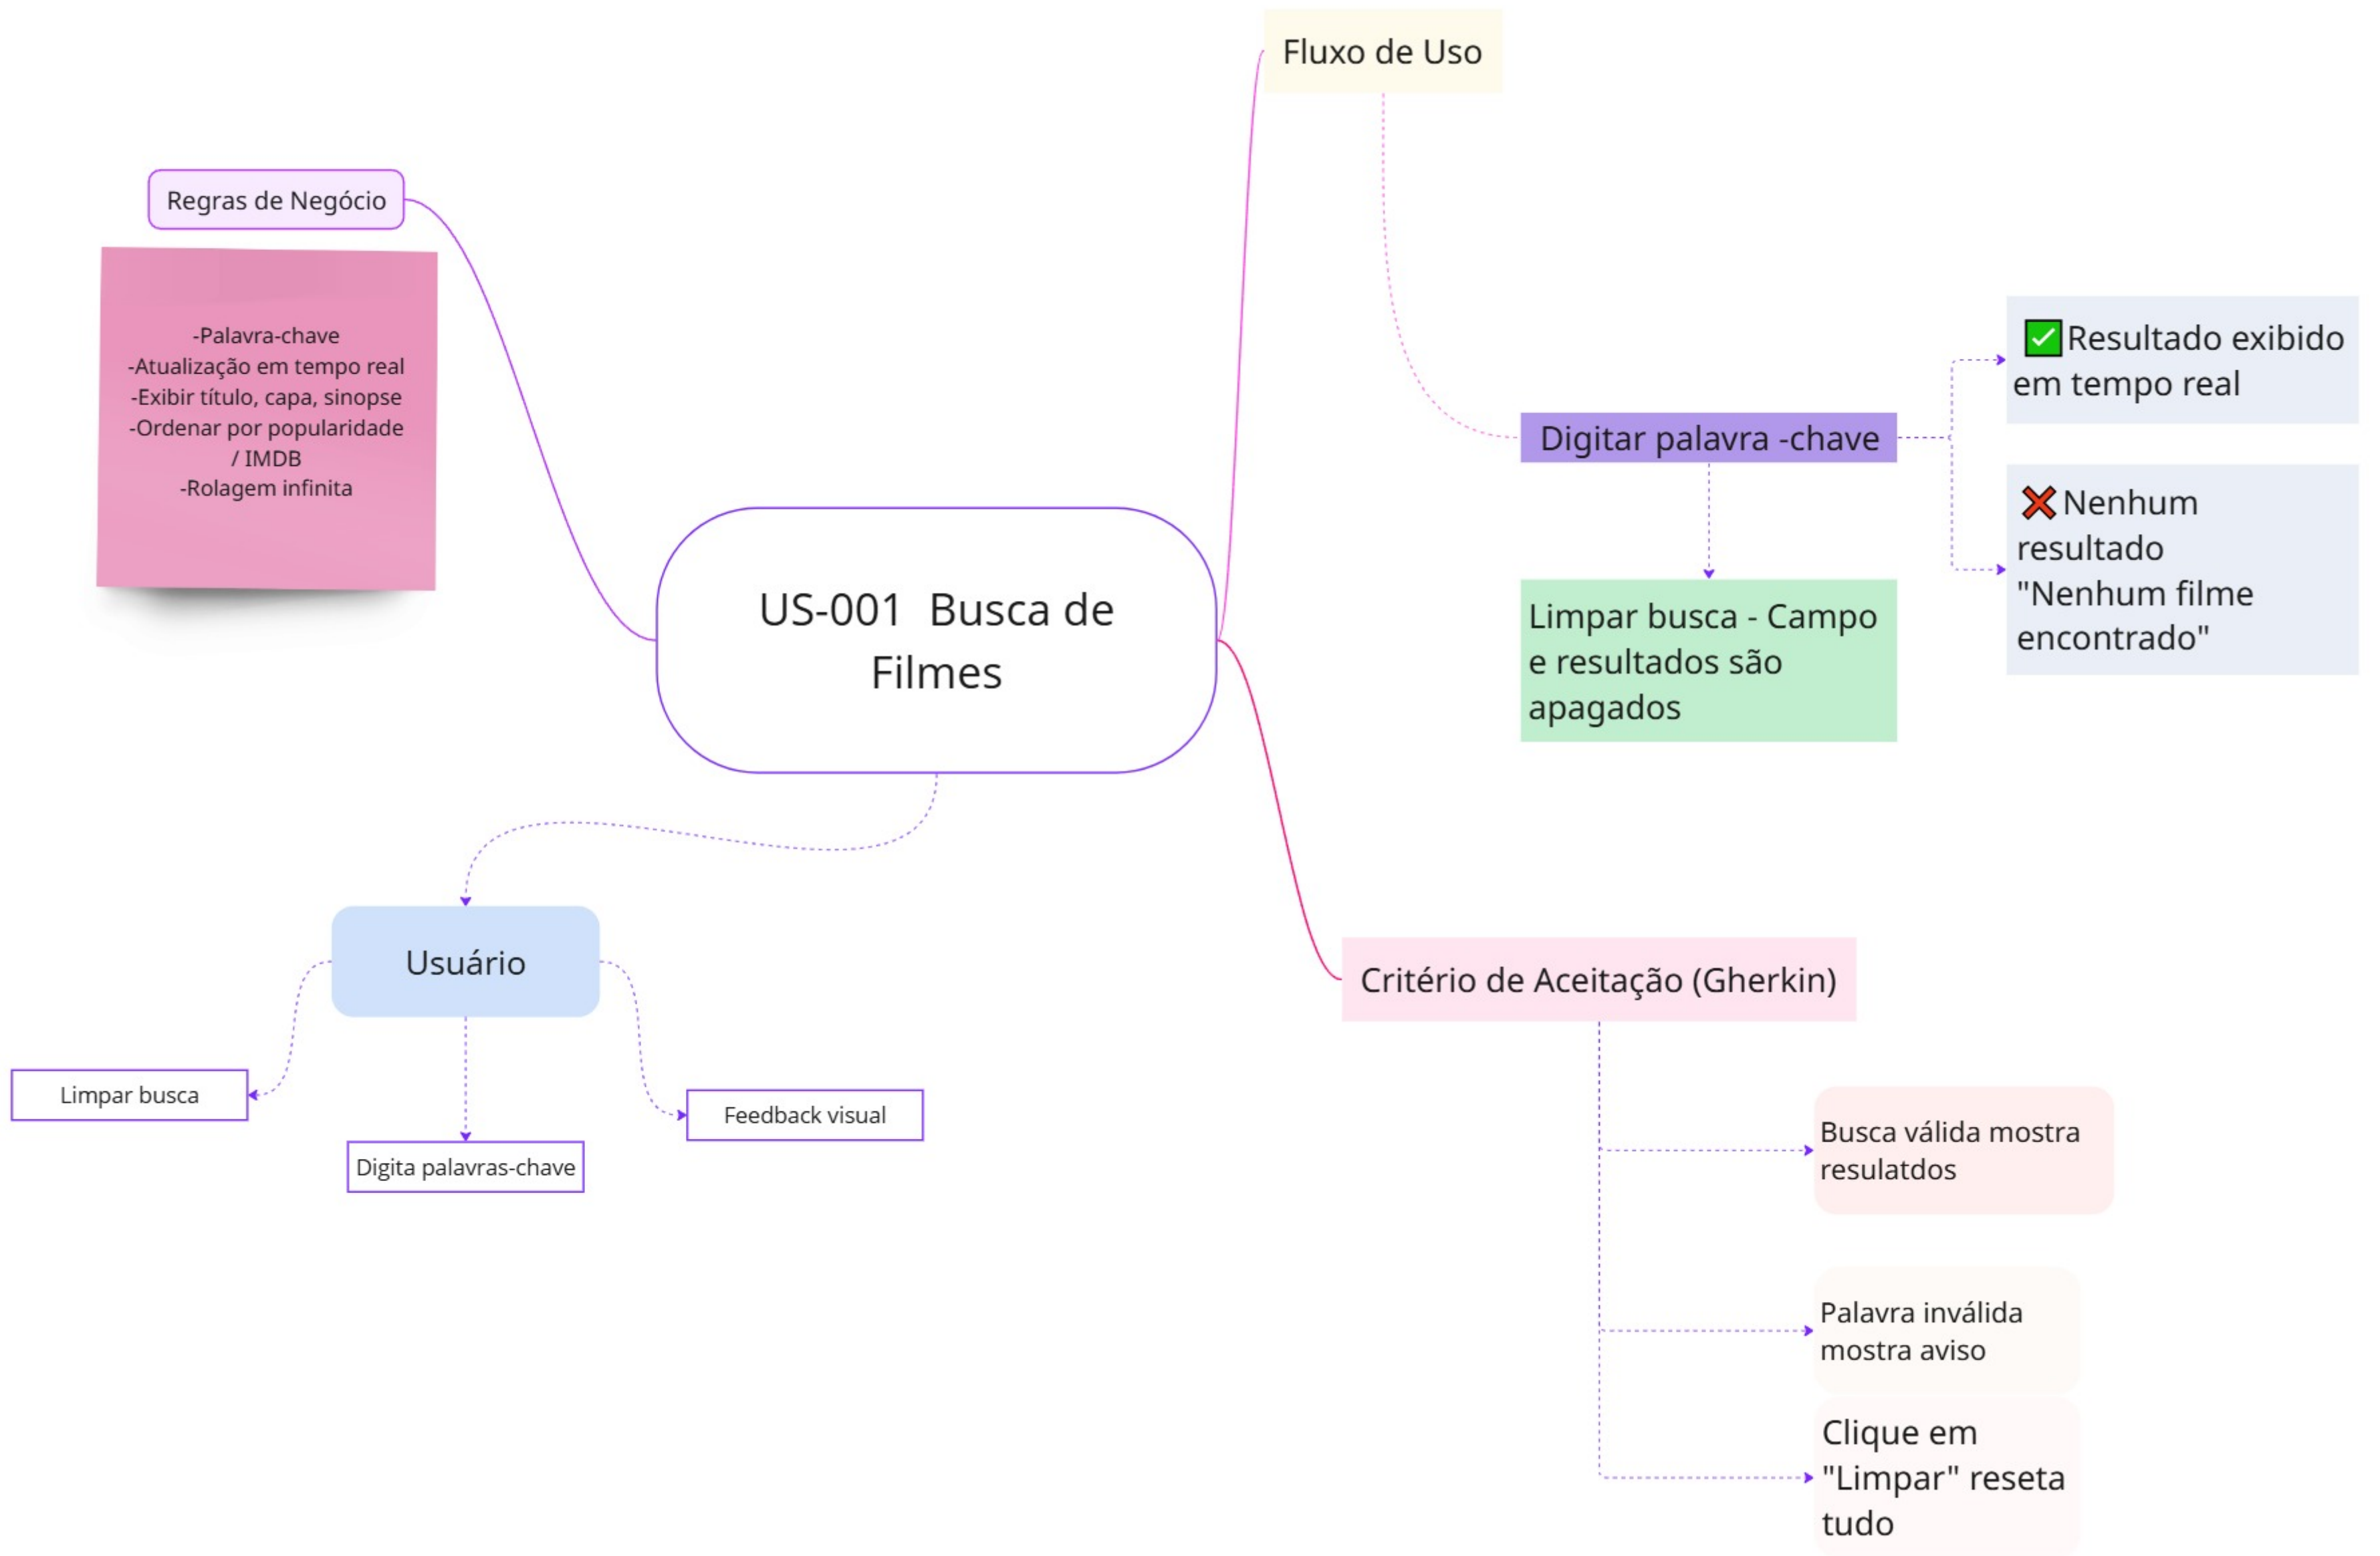 Fluxo de Uso
Regras de Negócio
-Palavra-chave
-Atualização em tempo real
-Exibir título, capa, sinopse
-Ordenar por popularidade
/ IMDB
-Rolagem infinita
✅Resultado exibido
em tempo real
Digitar palavra -chave
❌Nenhum
resultado
"Nenhum filme
encontrado"
Limpar busca - Campo
e resultados são
apagados
US-001  Busca de
Filmes
Usuário
Limpar busca
Digita palavras-chave
Feedback visual
Critério de Aceitação (Gherkin)
Busca válida mostra
resulatdos
Palavra inválida
mostra aviso
Clique em
"Limpar" reseta
tudo